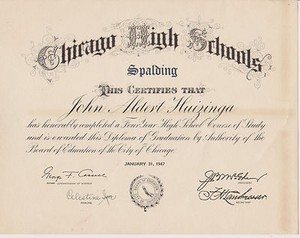 Chicago High Schools
Spalding
THIS CERTIFIES THAT
John Aldert Huizinga
has honorably completed a Four Year High School Course of Study
and is awarded this Diploma of Graduation by Authority of the
Board of Education of the City of Chicago.
JANUARY 31, 1947